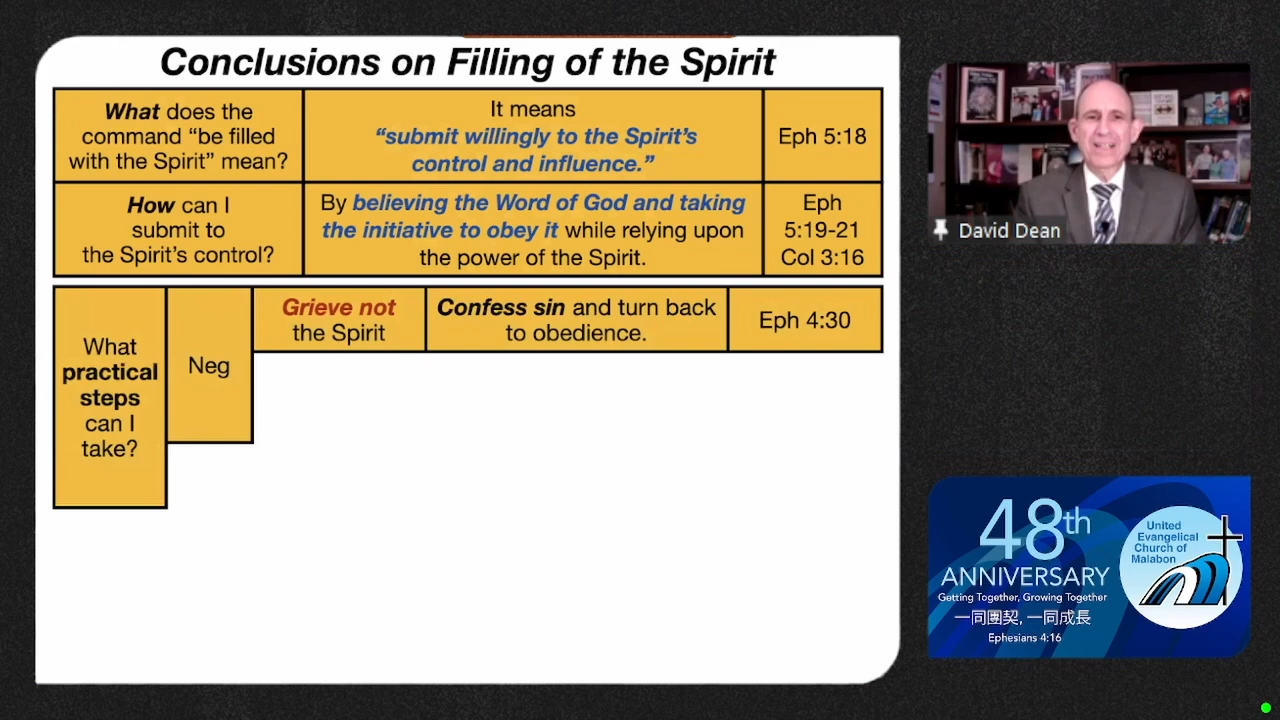 Conclusions on Filling of the Spirit
What does the
command “be filled
with the Spirit” mean?
It means
“submit willingly to the Spirit’s
control and influence.”
Eph 5:18
How can I
submit to
the Spirit’s control?
By believing the Word of God and taking
the initiative to obey it while relying upon
the power of the Spirit.
Eph
5:19-21
Col 3:16
What
practical
steps
can I
take?
Neg
Grieve not
the Spirit
Confess sin and turn back
to obedience.
Eph 4:30
David Dean
48th
ANNIVERSARY
Getting Together, Growing Together
一同團契, 一同成長
Ephesians 4:16
United
Evangelical
Church of
Malabon